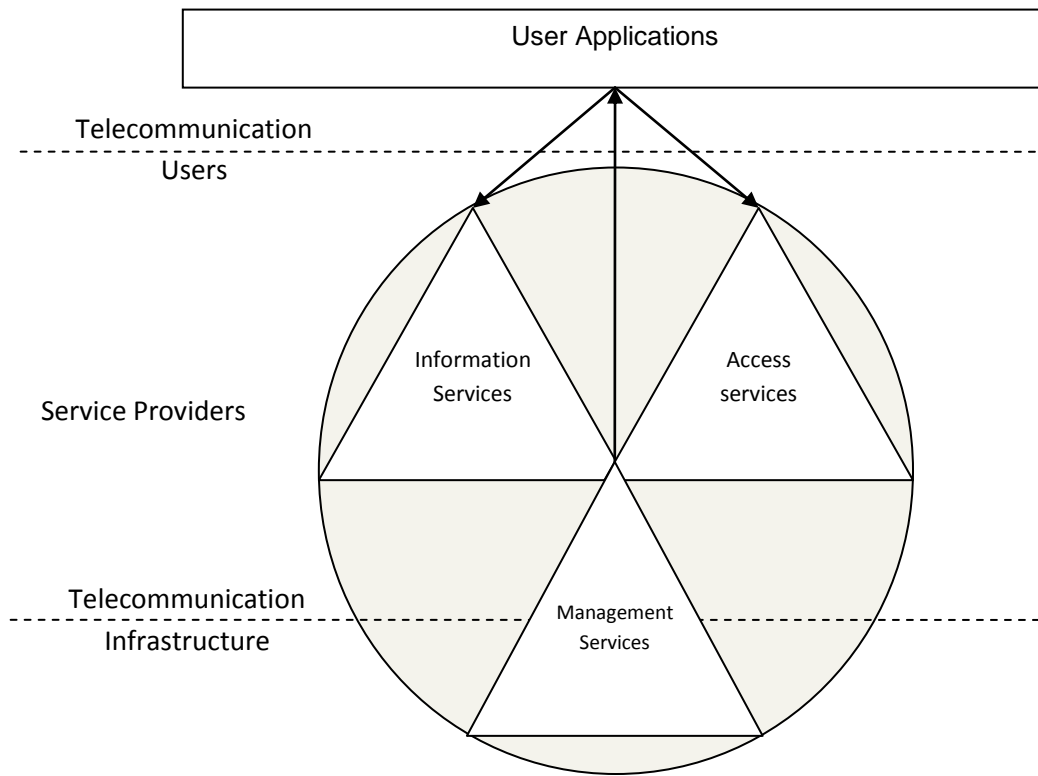 User Applications
Telecommunication
Users
Information
Services
Access
services
Service Providers
Telecommunication
Infrastructure
Management
Services